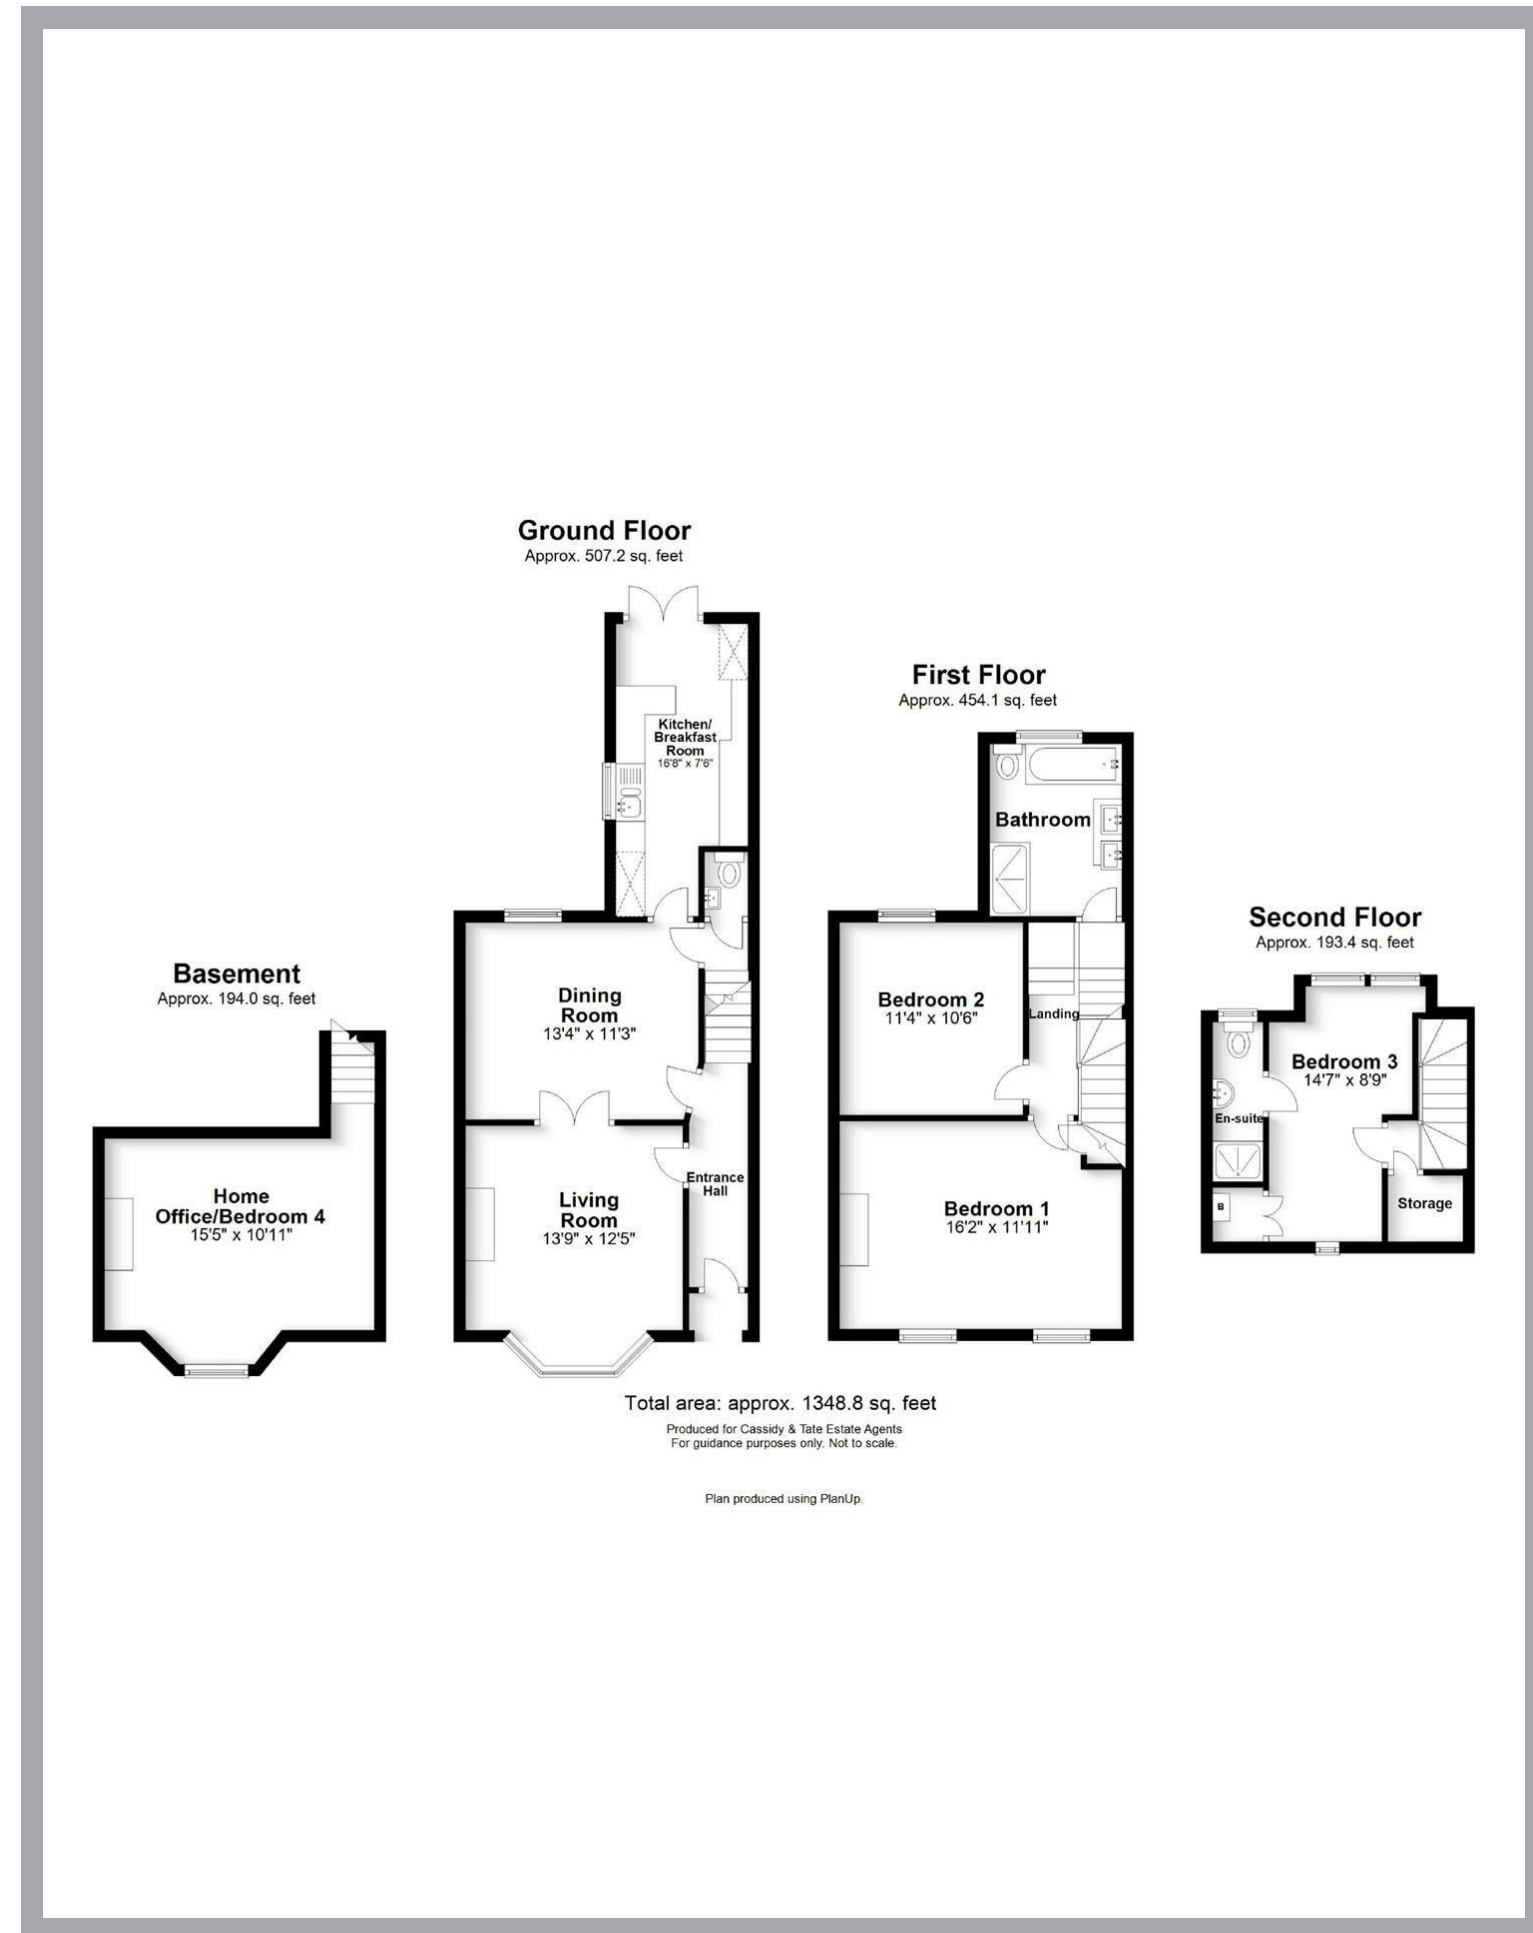 Ground Floor
Approx. 507.2 sq. feet
Kitchen/
Breakfast
Room
16'8" x 7'6"
Dining
Room
13'4" x 11'3"
Living
Room
13'9" x 12'5"
Entrance
Hall
First Floor
Approx. 454.1 sq. feet
Bathroom
Bedroom 2
11'4" x 10'6"
Landing
Bedroom 1
16'2" x 11'11"
Second Floor
Approx. 193.4 sq. feet
Bedroom 3
14'7" x 8'9"
En-suite
B
Storage
Basement
Approx. 194.0 sq. feet
Home
Office/Bedroom 4
15'5" x 10'11"
Total area: approx. 1348.8 sq. feet
Produced for Cassidy & Tate Estate Agents
For guidance purposes only. Not to scale.
Plan produced using PlanUp.